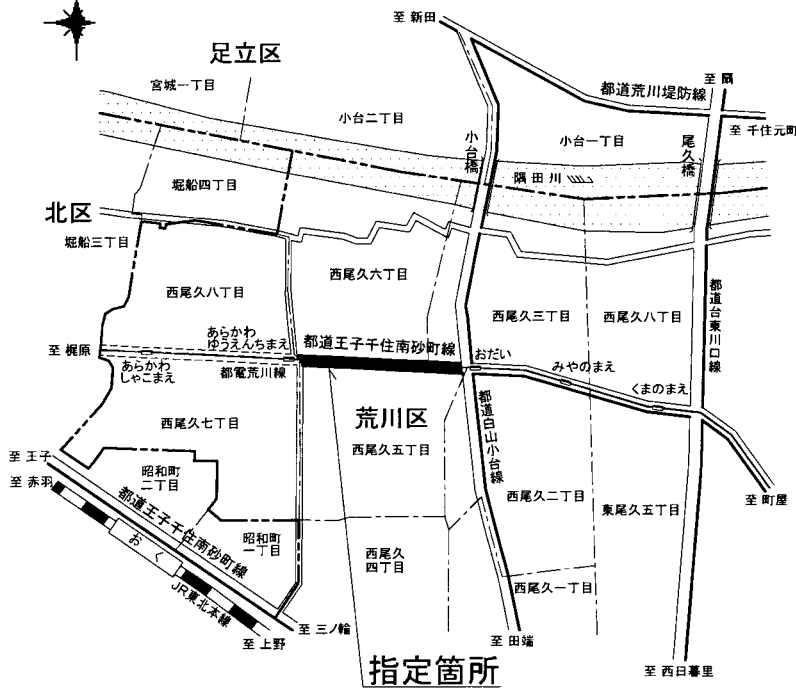 至 新田
足立区
宮城一丁目
小台二丁目
都道荒川堤防線
至 隅
至 千住元町
小台橋
小台一丁目
尾久橋
隅田川
堀船四丁目
北区
堀船三丁目
西尾久八丁目
西尾久六丁目
西尾久三丁目
西尾久八丁目
都道台東川口線
至 梶原
あらかわ
ゆうえんちまえ
都道王子千住南砂町線
おだい
みやのまえ
くまのまえ
あらかわ
しゃこまえ
都電荒川線
荒川区
都道白山小台線
西尾久七丁目
西尾久五丁目
至 王子
至 赤羽
昭和町
二丁目
西尾久二丁目
東尾久五丁目
至 町屋
都道王子千住南砂町線
おく
JR東北本線
昭和町
一丁目
西尾久
四丁目
西尾久一丁目
至 三ノ輪
至 上野
至 田端
至 西日暮里
指定箇所